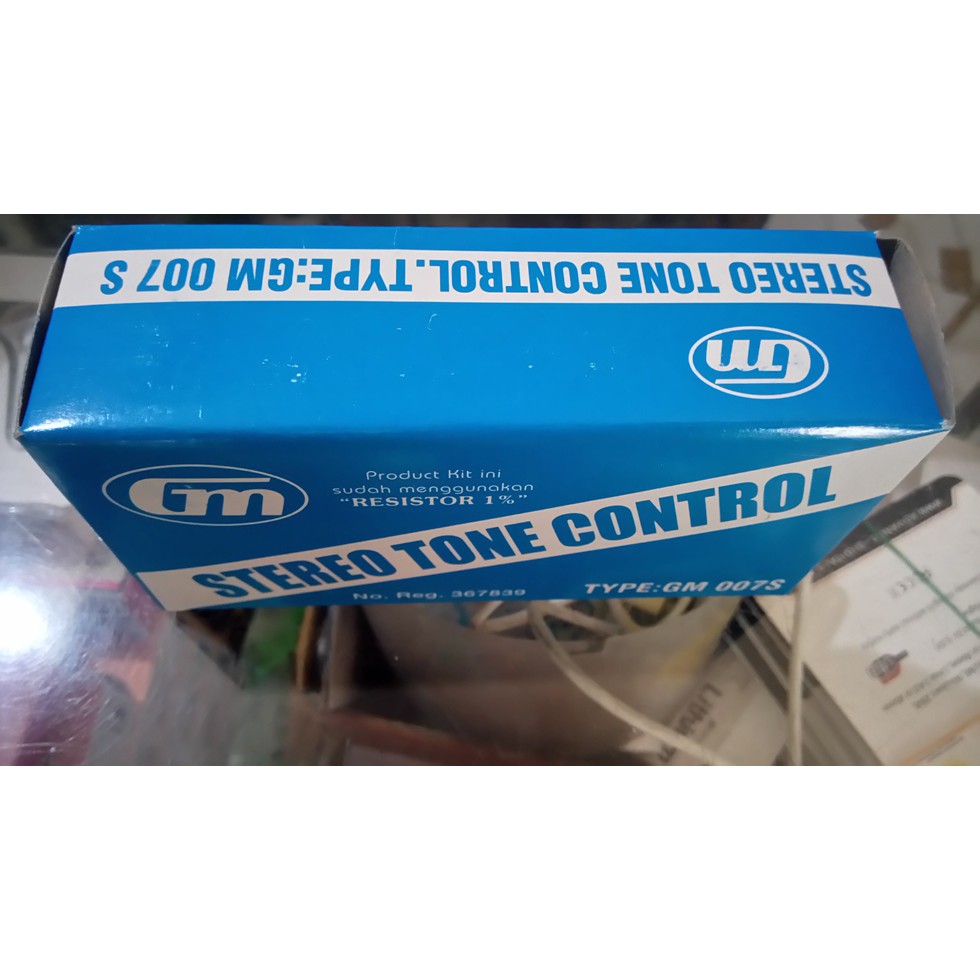 STEREO TONE CONTROL.TYPE:GM 007 S
Gm
Gm
Product Kit ini
sudah menggunakan
"RESISTOR 1%"
STEREO TONE CONTROL
No. Reg. 367839
TYPE:GM 007S